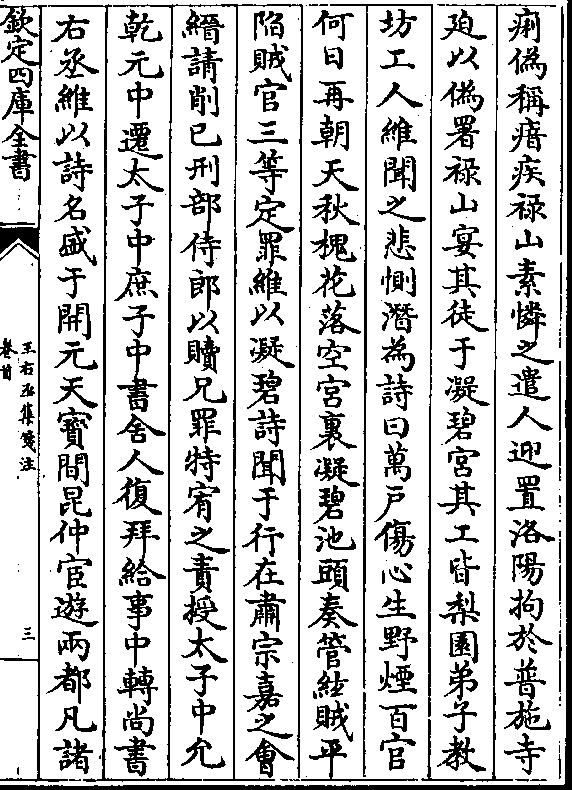 痢偽稱瘖疾祿山素憐之遣人迎置洛陽拘於普施寺
廹以偽署祿山宴其徒于凝碧宮其工皆梨園弟子教
坊工人維聞之悲惻潛為詩曰萬戶傷心生野煙百官
何日再朝天秋槐花落空宮裏凝碧池頭奏管絃賊平
陷賊官三等定罪維以凝碧詩聞于行在肅宗嘉之會
縉請削已刑部侍郎以贖兄罪特宥之責授太子中允
乾元中遷太子中庶子中書舍人復拜給事中轉尚書
右丞維以詩名盛于開元天寶間昆仲宦遊兩都凡諸
欽定四庫全書
王右丞集箋注
卷首
三